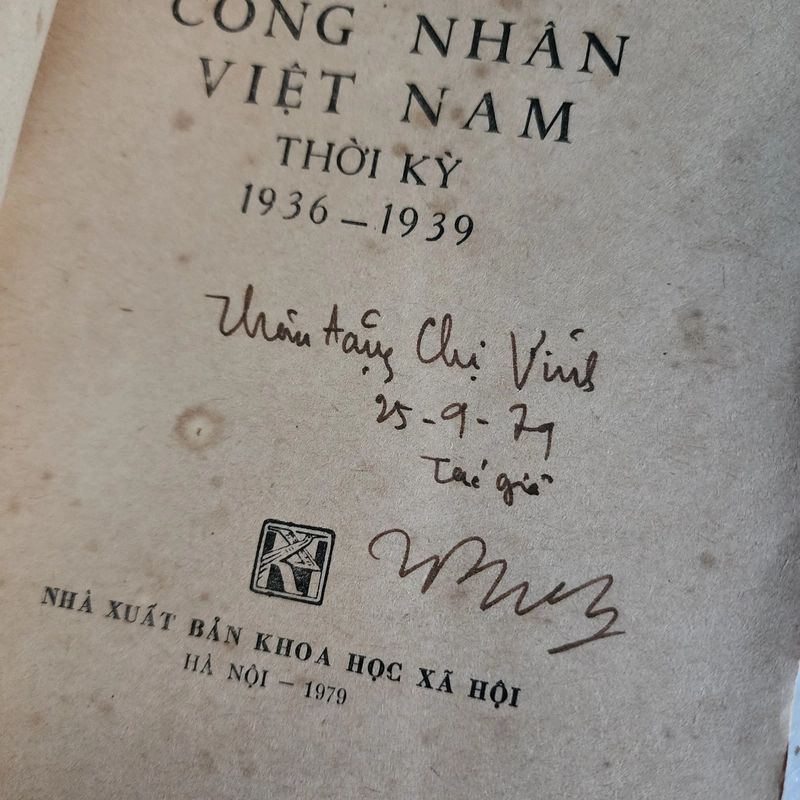 CÔNG NHÂN
VIỆT NAM
THỜI KỲ
1936 - 1939
Thân tặng Chị Vinh
25-9-79
Tác giả
NHÀ XUẤT BẢN KHOA HỌC XÃ HỘI
HÀ NỘI - 1979